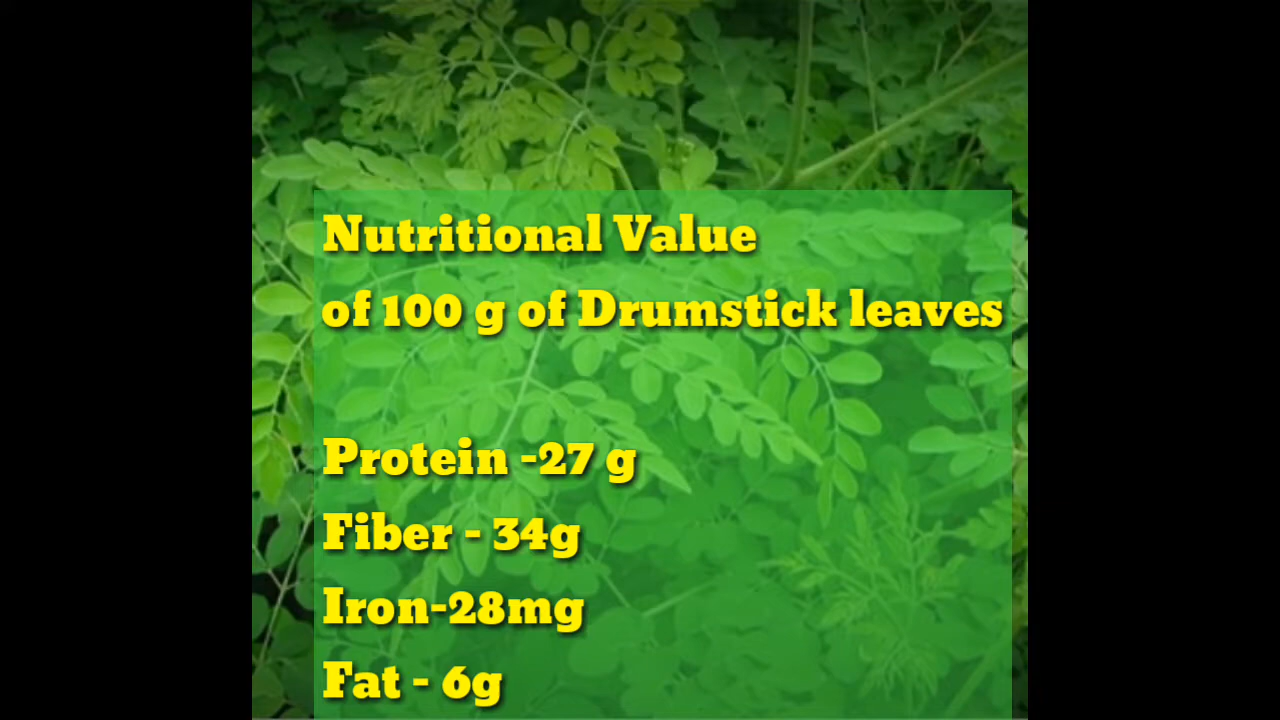 Nutritional Value
of 100 g of Drumstick leaves
Protein -27 g
Fiber - 34g
Iron-28mg
Fat - 6g